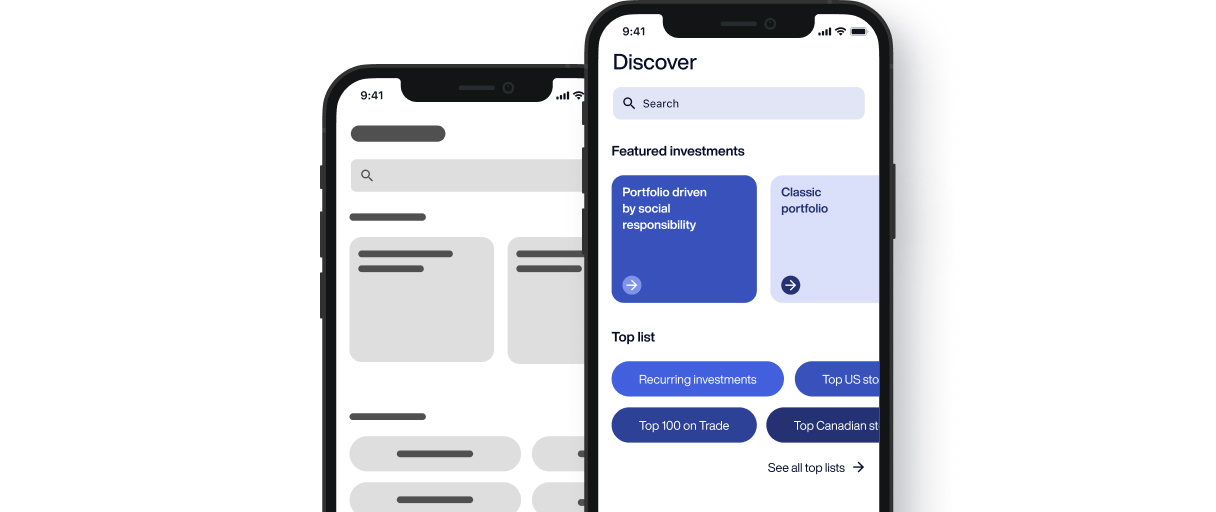 9:41
9:41
Discover
Search
Featured investments
Portfolio driven
by social
responsibility
Classic
portfolio
Top list
Recurring investments
Top US sto
Top 100 on Trade
Top Canadian st
See all top lists